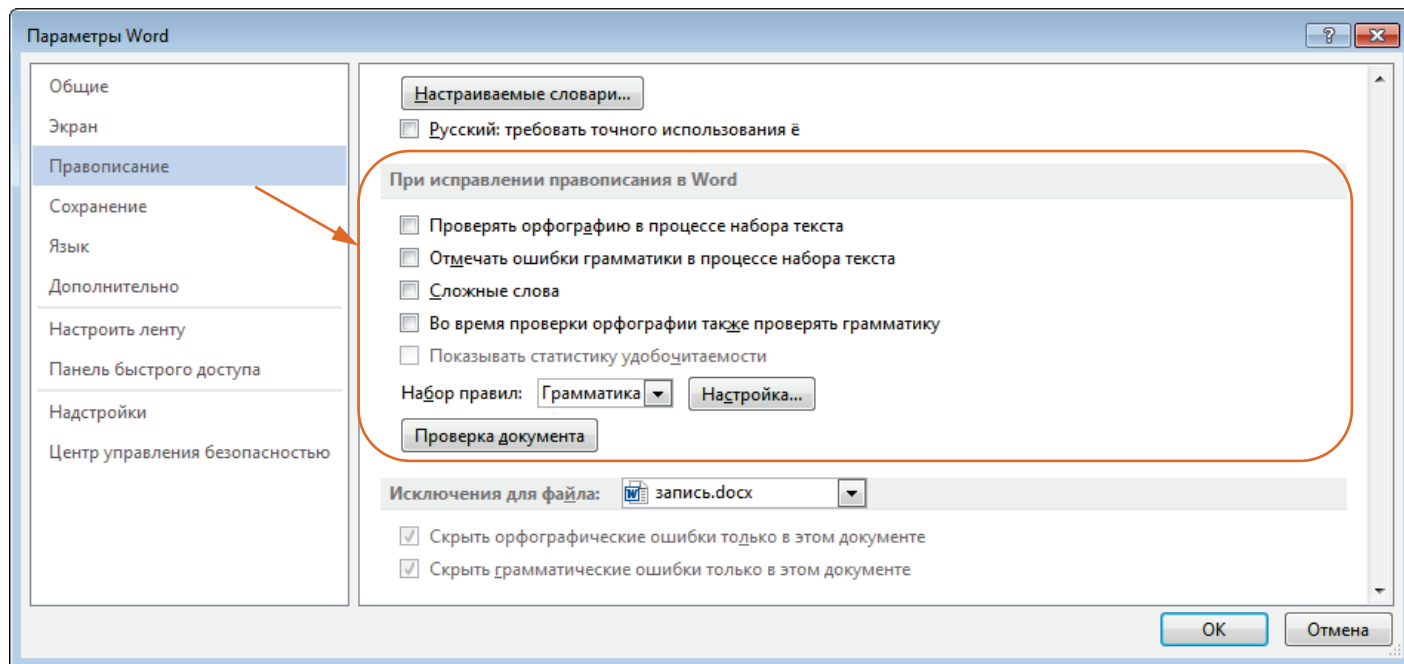 Параметры Word
Общие
Экран
Правописание
Сохранение
Язык
Дополнительно
Настроить ленту
Панель быстрого доступа
Надстройки
Центр управления безопасностью
Настраиваемые словари...
Русский: требовать точного использования ё
При исправлении правописания в Word
Проверять орфографию в процессе набора текста
Отмечать ошибки грамматики в процессе набора текста
Сложные слова
Во время проверки орфографии также проверять грамматику
Показывать статистику удобочитаемости
Набор правил: Грамматика Настройка...
Проверка документа
Исключения для файла: запись.docx
Скрыть орфографические ошибки только в этом документе
Скрыть грамматические ошибки только в этом документе
ОК Отмена